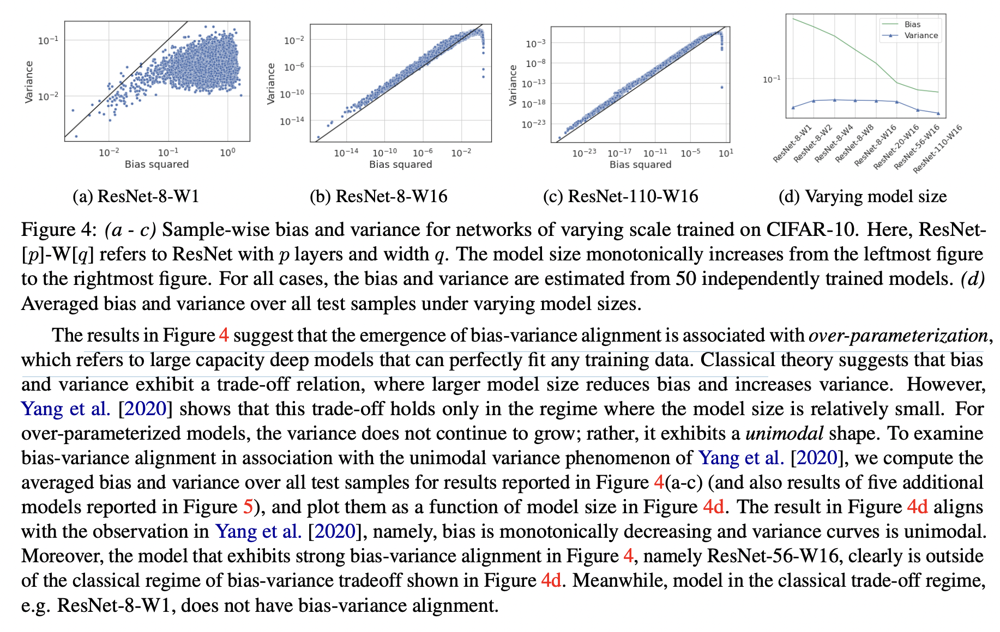 10⁻¹
10⁻²
Variance
10⁻² 10⁻¹ 10⁰
Bias squared
10⁻²
10⁻⁶
10⁻¹⁰
10⁻¹⁴
Variance
10⁻¹⁴ 10⁻¹⁰ 10⁻⁶ 10⁻²
Bias squared
10⁻³
10⁻⁸
10⁻¹³
10⁻¹⁸
10⁻²³
Variance
10⁻²³ 10⁻¹⁷ 10⁻¹¹ 10⁻⁵ 10¹
Bias squared
Bias
Variance
10⁻¹
ResNet-8-W1
ResNet-8-W2
ResNet-8-W4
ResNet-8-W8
ResNet-8-W16
ResNet-20-W16
ResNet-56-W16
ResNet-110-W16
(a) ResNet-8-W1
(b) ResNet-8-W16
(c) ResNet-110-W16
(d) Varying model size
Figure 4: (a - c) Sample-wise bias and variance for networks of varying scale trained on CIFAR-10. Here, ResNet-
[p]-W[q] refers to ResNet with p layers and width q. The model size monotonically increases from the leftmost figure
to the rightmost figure. For all cases, the bias and variance are estimated from 50 independently trained models. (d)
Averaged bias and variance over all test samples under varying model sizes.
The results in Figure 4 suggest that the emergence of bias-variance alignment is associated with over-parameterization,
which refers to large capacity deep models that can perfectly fit any training data. Classical theory suggests that bias
and variance exhibit a trade-off relation, where larger model size reduces bias and increases variance. However,
Yang et al. [2020] shows that this trade-off holds only in the regime where the model size is relatively small. For
over-parameterized models, the variance does not continue to grow; rather, it exhibits a unimodal shape. To examine
bias-variance alignment in association with the unimodal variance phenomenon of Yang et al. [2020], we compute the
averaged bias and variance over all test samples for results reported in Figure 4(a-c) (and also results of five additional
models reported in Figure 5), and plot them as a function of model size in Figure 4d. The result in Figure 4d aligns
with the observation in Yang et al. [2020], namely, bias is monotonically decreasing and variance curves is unimodal.
Moreover, the model that exhibits strong bias-variance alignment in Figure 4, namely ResNet-56-W16, clearly is outside
of the classical regime of bias-variance tradeoff shown in Figure 4d. Meanwhile, model in the classical trade-off regime,
e.g. ResNet-8-W1, does not have bias-variance alignment.